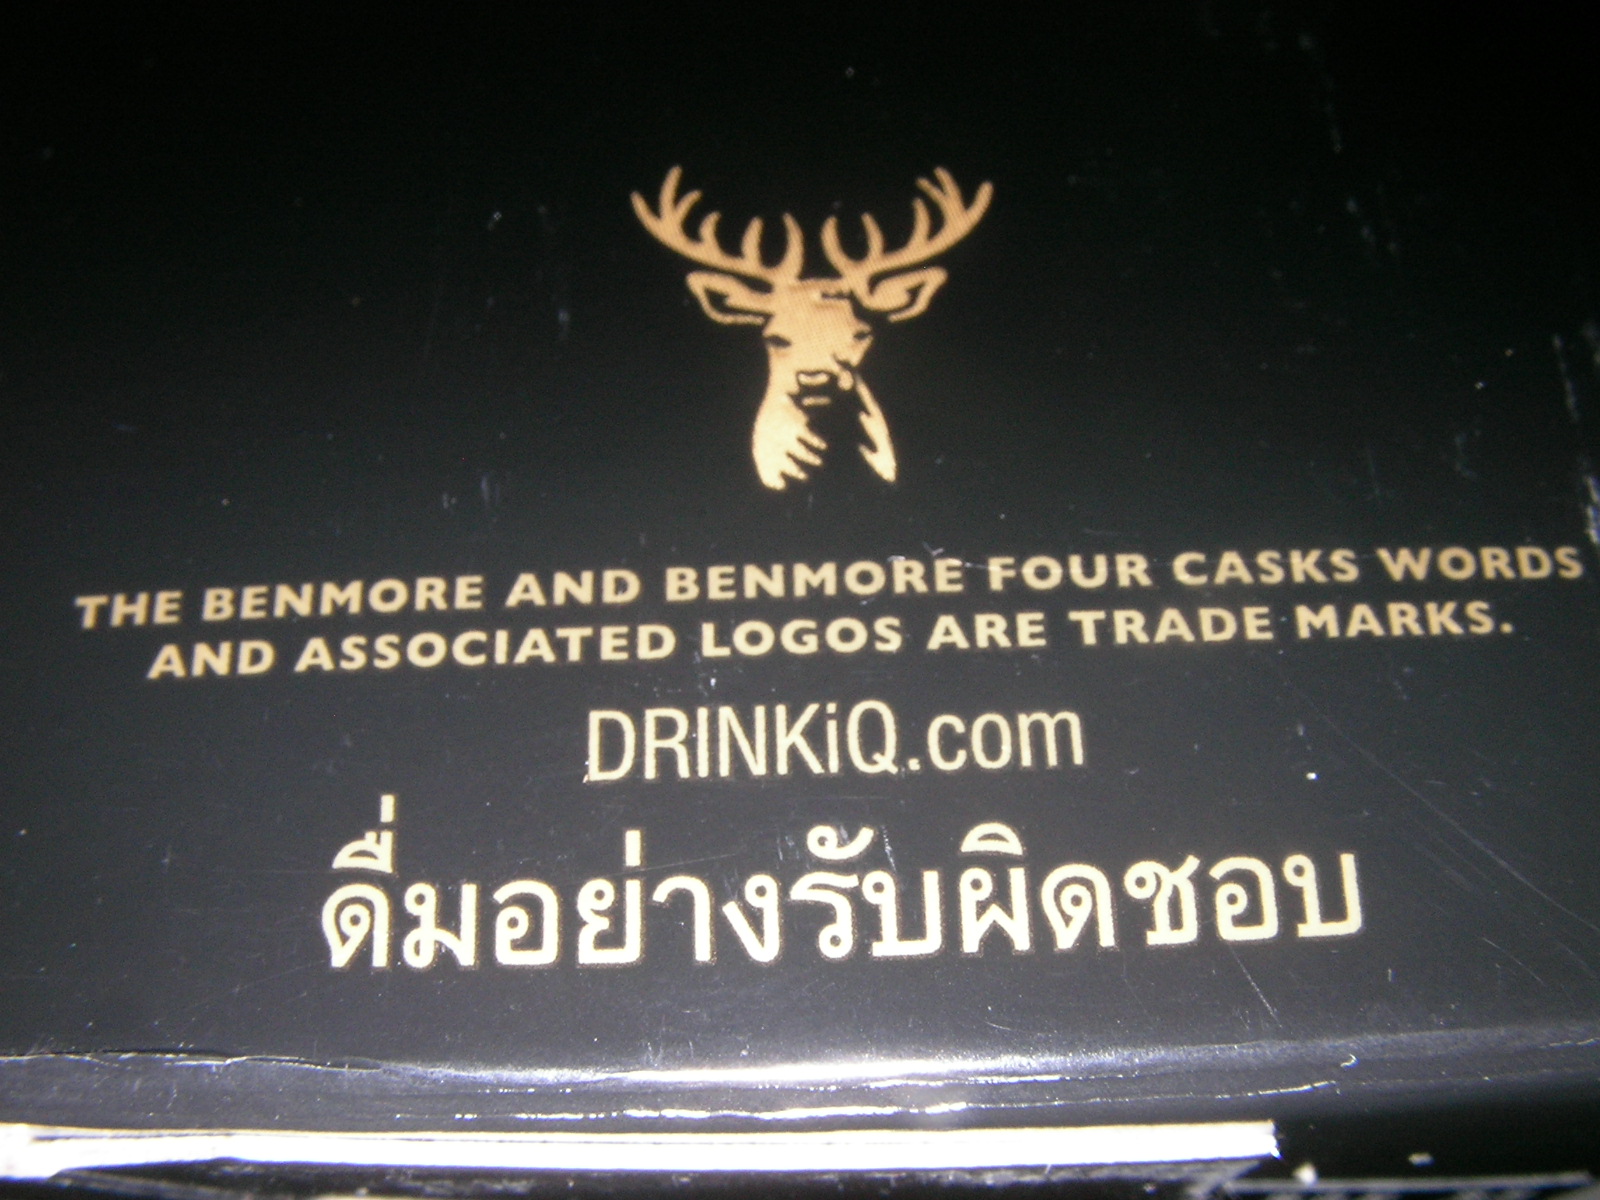 THE BENMORE AND BENMORE FOUR CASKS WORDS
AND ASSOCIATED LOGOS ARE TRADE MARKS.
DRINKiQ.com
ดื่มอย่างรับผิดชอบ